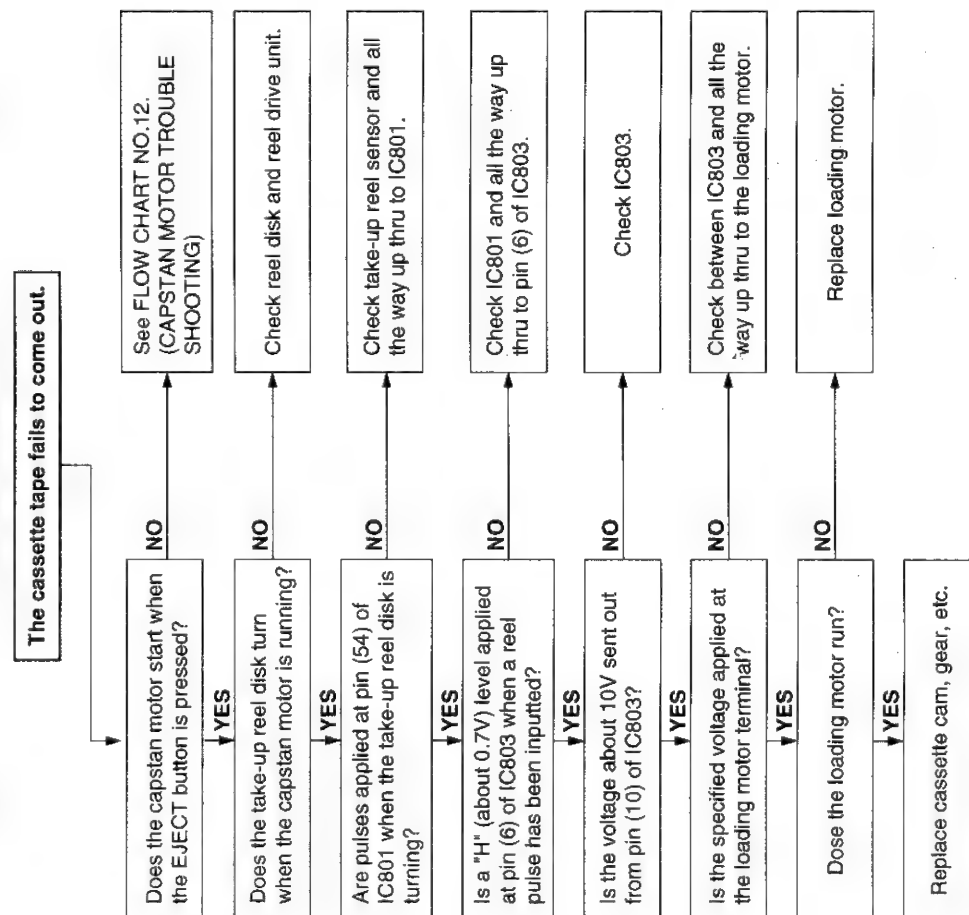 The cassette tape fails to come out.
Does the capstan motor start when
the EJECT button is pressed?
NO
See FLOW CHART NO.12.
(CAPSTAN MOTOR TROUBLE
SHOOTING)
YES
Does the take-up reel disk turn
when the capstan motor is running?
NO
Check reel disk and reel drive unit.
YES
Are pulses applied at pin (54) of
IC801 when the take-up reel disk is
turning?
NO
Check take-up reel sensor and all
the way up thru to IC801.
YES
Is a "H" (about 0.7V) level applied
at pin (6) of IC803 when a reel
pulse has been inputted?
NO
Check IC801 and all the way up
thru to pin (6) of IC803.
YES
Is the voltage about 10V sent out
from pin (10) of IC803?
NO
Check IC803.
YES
Is the specified voltage applied at
the loading motor terminal?
NO
Check between IC803 and all the
way up thru to the loading motor.
YES
Dose the loading motor run?
NO
Replace loading motor.
YES
Replace cassette cam, gear, etc.